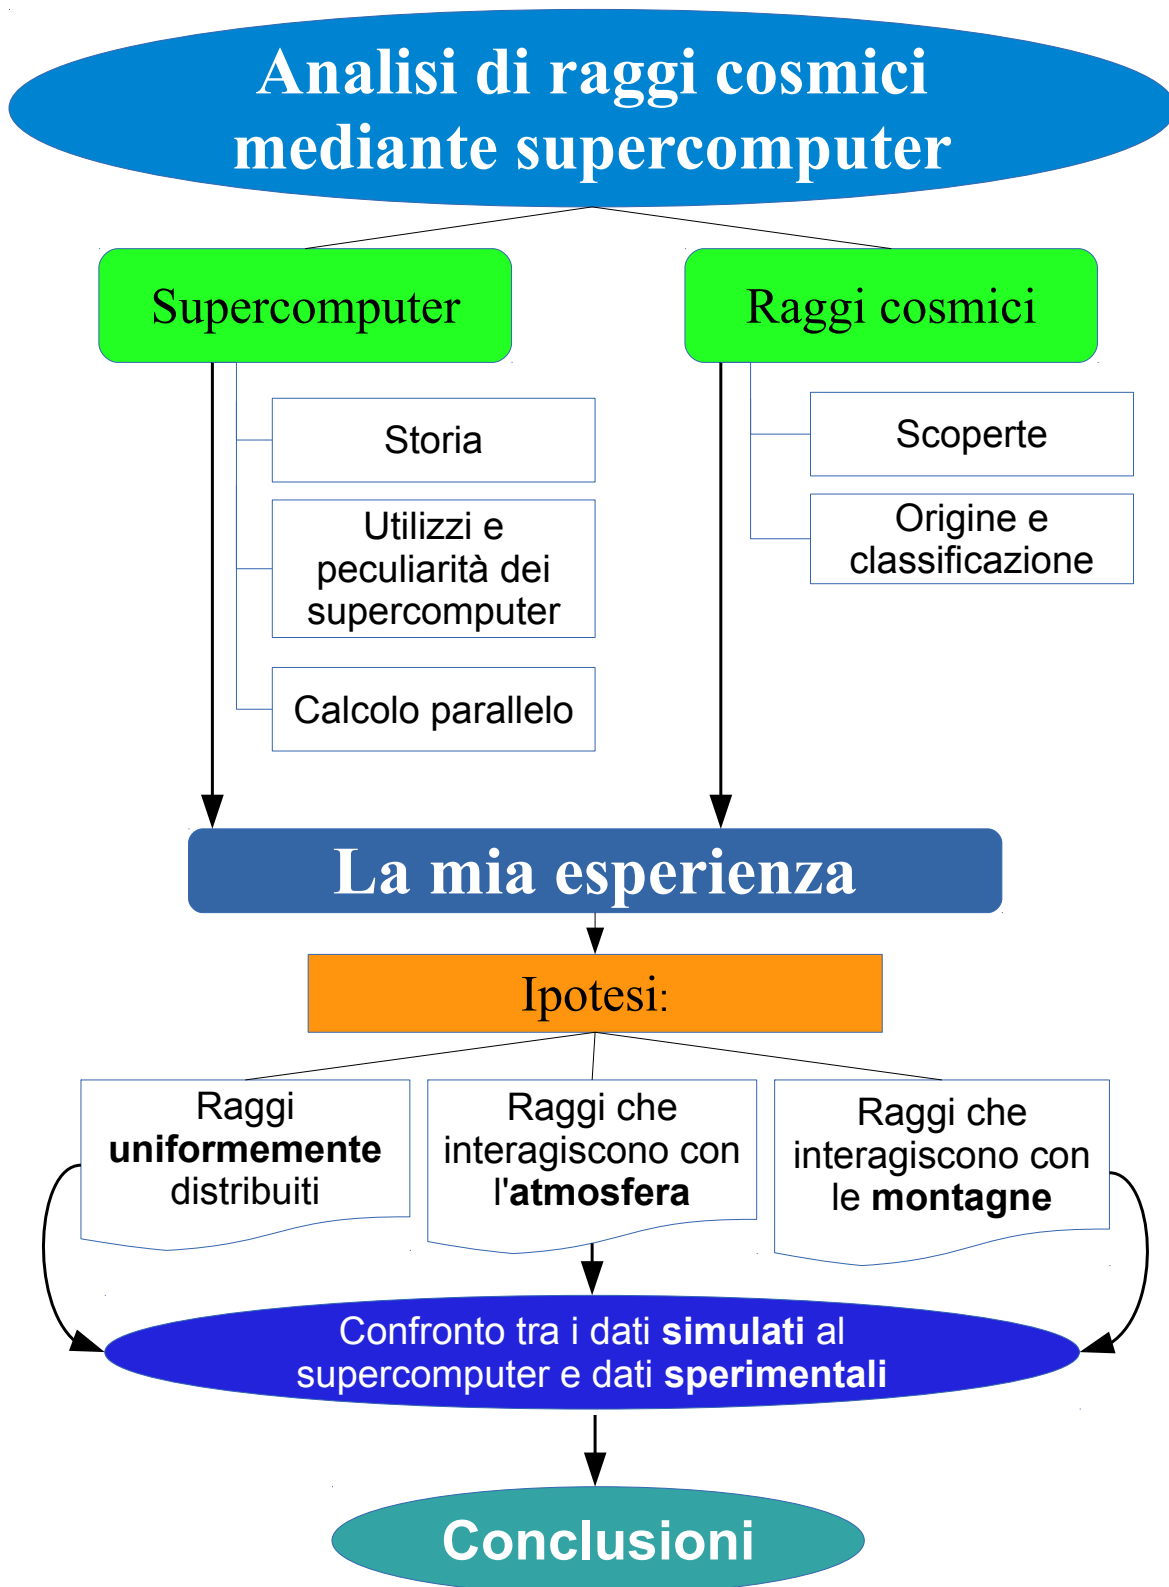 Analisi di raggi cosmici
mediante supercomputer
Supercomputer
Raggi cosmici
Storia
Utilizzi e
peculiarità dei
supercomputer
Calcolo parallelo
Scoperte
Origine e
classificazione
La mia esperienza
Ipotesi:
Raggi
uniformemente
distribuiti
Raggi che
interagiscono con
l'atmosfera
Raggi che
interagiscono con
le montagne
Confronto tra i dati simulati al
supercomputer e dati sperimentali
Conclusioni